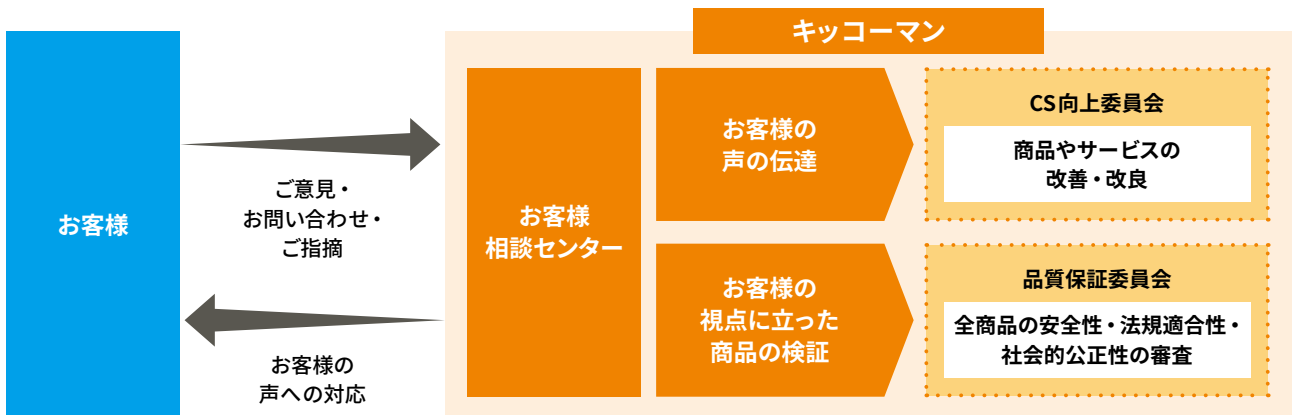 キッコーマン
お客様
ご意見・
お問い合わせ・
ご指摘
お客様の
声への対応
お客様
相談センター
お客様の
声の伝達
CS向上委員会
商品やサービスの
改善・改良
お客様の
視点に立った
商品の検証
品質保証委員会
全商品の安全性・法規適合性・
社会的公正性の審査